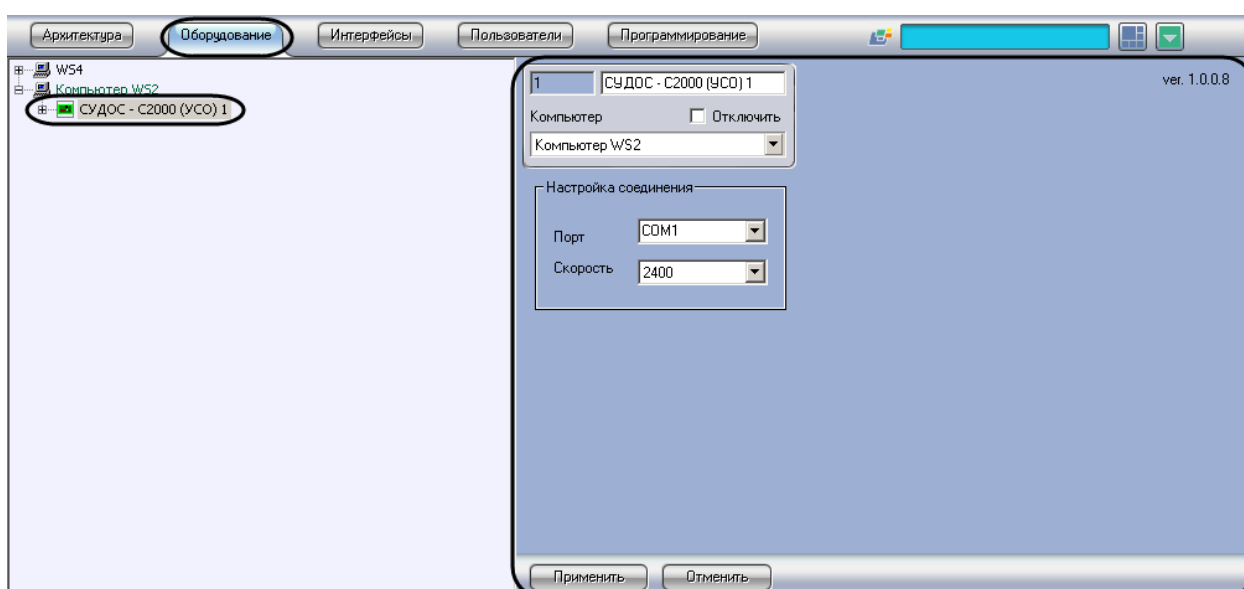 Архитектура Оборудование Интерфейсы Пользователи Программирование
WS4
Компьютер WS2
СУДОС - С2000 (УСО) 1
1 СУДОС - С2000 (УСО) 1
ver. 1.0.0.8
Компьютер Отключить
Компьютер WS2
Настройка соединения
Порт COM1
Скорость 2400
Применить Отменить